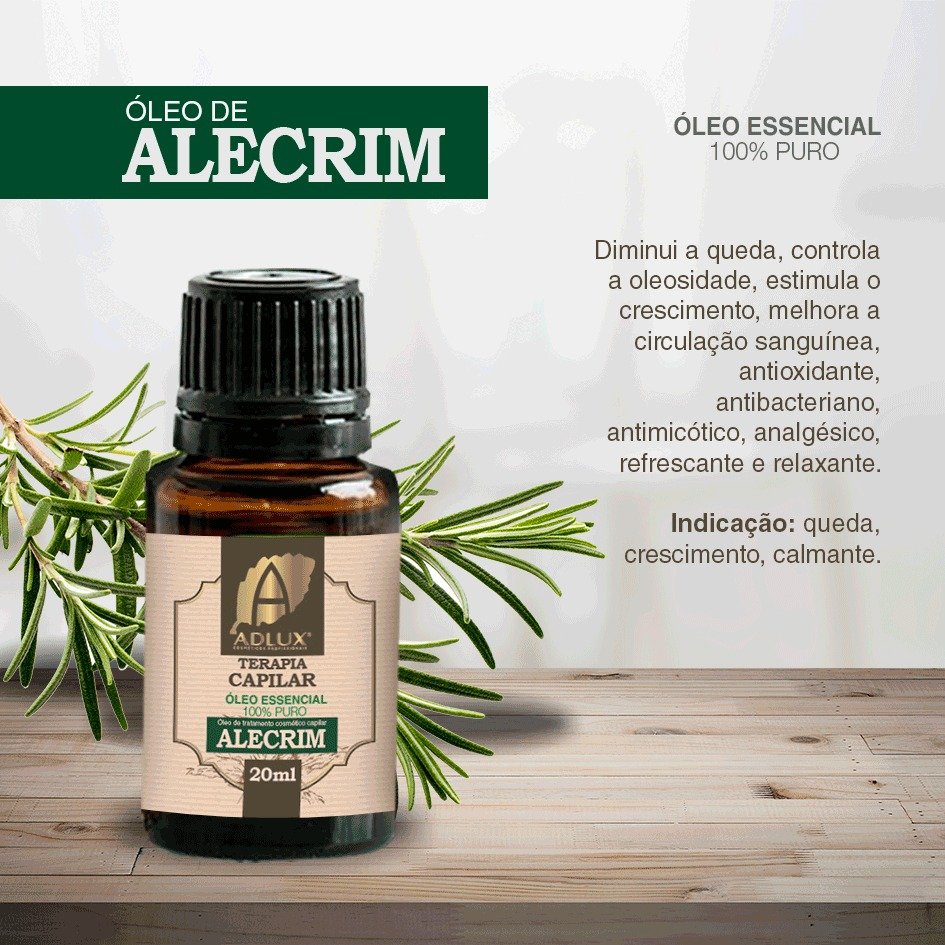 ÓLEO DE
ALECRIM
ÓLEO ESSENCIAL
100% PURO
Diminui a queda, controla
a oleosidade, estimula o
crescimento, melhora a
circulação sanguínea,
antioxidante,
antibacteriano,
antimicótico, analgésico,
refrescante e relaxante.
Indicação: queda,
crescimento, calmante.
ADLUX®
COSMÉTICOS PROFISSIONAIS
TERAPIA
CAPILAR
ÓLEO ESSENCIAL
100% PURO
Óleo de tratamento cosmético capilar
ALECRIM
20ml